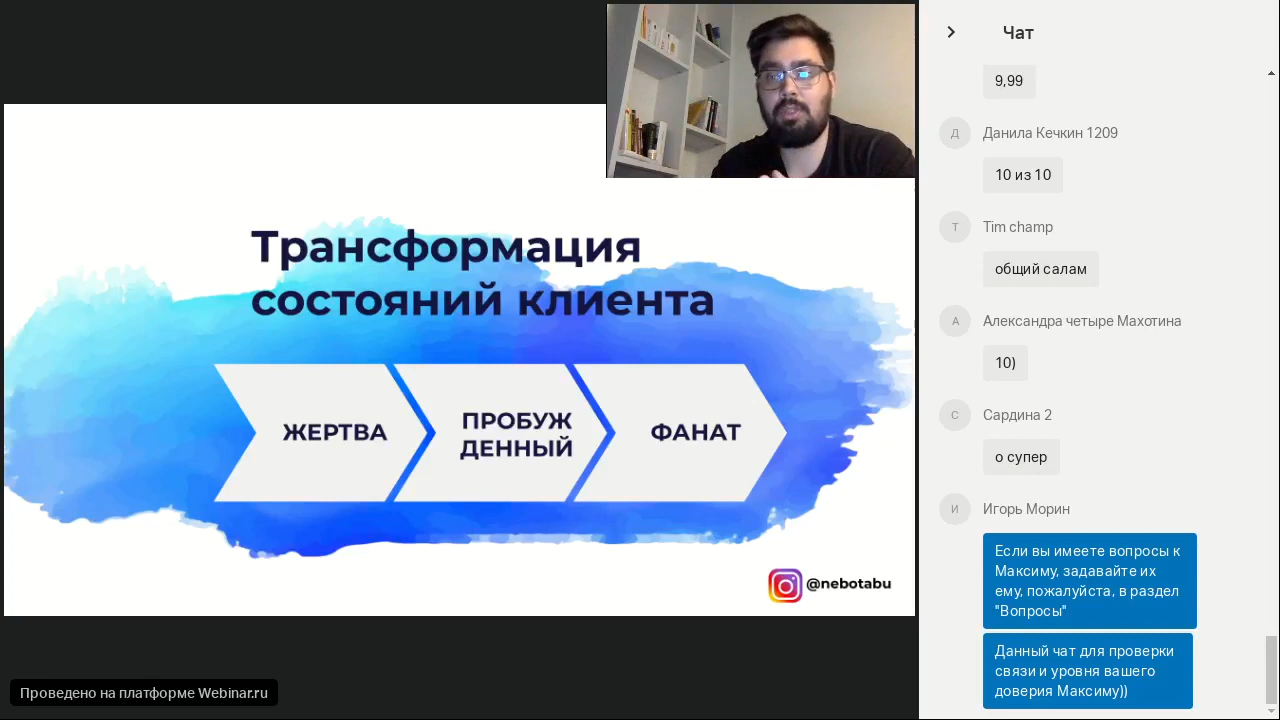 Трансформация
состояний клиента
ЖЕРТВА
ПРОБУЖ
ДЕННЫЙ
ФАНАТ
@nebotabu
Проведено на платформе Webinar.ru
Чат
9,99
Д
Данила Кечкин 1209
10 из 10
T
Tim champ
общий салам
А
Александра четыре Махотина
10)
С
Сардина 2
о супер
И
Игорь Морин
Если вы имеете вопросы к
Максиму, задавайте их
ему, пожалуйста, в раздел
"Вопросы"
Данный чат для проверки
связи и уровня вашего
доверия Максиму))